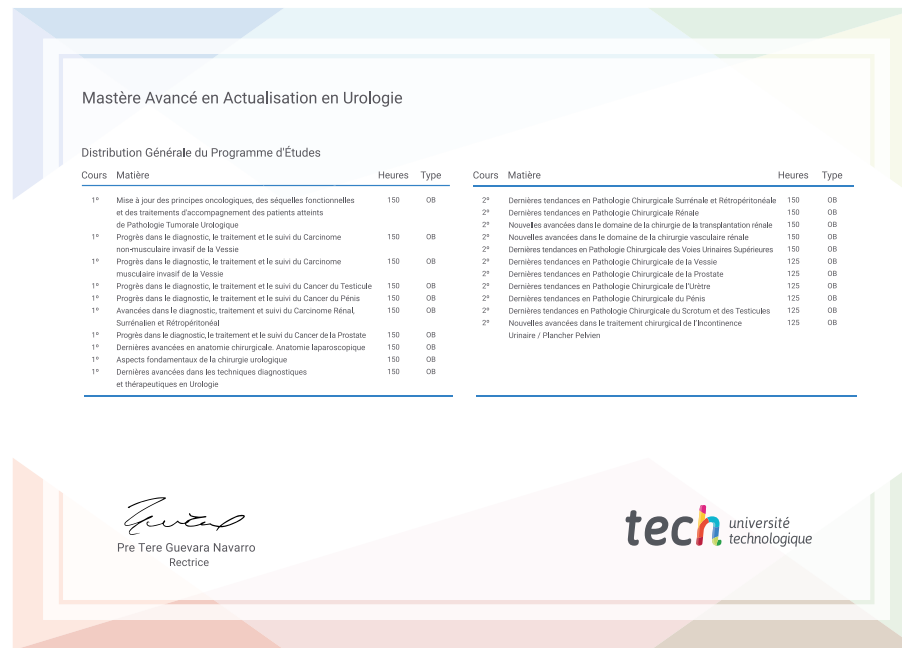 Mastère Avancé en Actualisation en Urologie
Distribution Générale du Programme d'Études
Cours Matière Heures Type
1º Mise à jour des principes oncologiques, des séquelles fonctionnelles 150 OB
et des traitements d'accompagnement des patients atteints
de Pathologie Tumorale Urologique
1º Progrès dans le diagnostic, le traitement et le suivi du Carcinome 150 OB
non-musculaire invasif de la Vessie
1º Progrès dans le diagnostic, le traitement et le suivi du Carcinome 150 OB
musculaire invasif de la Vessie
1º Progrès dans le diagnostic, le traitement et le suivi du Cancer du Testicule 150 OB
1º Progrès dans le diagnostic, le traitement et le suivi du Cancer du Pénis 150 OB
1º Avancées dans le diagnostic, traitement et suivi du Carcinome Rénal, 150 OB
Surrénalien et Rétropéritonéal
1º Progrès dans le diagnostic, le traitement et le suivi du Cancer de la Prostate 150 OB
1º Dernières avancées en anatomie chirurgicale. Anatomie laparoscopique 150 OB
1º Aspects fondamentaux de la chirurgie urologique 150 OB
1º Dernières avancées dans les techniques diagnostiques 150 OB
et thérapeutiques en Urologie
Cours Matière Heures Type
2º Dernières tendances en Pathologie Chirurgicale Surrénale et Rétropéritonéale 150 OB
2º Dernières tendances en Pathologie Chirurgicale Rénale 150 OB
2º Nouvelles avancées dans le domaine de la chirurgie de la transplantation rénale 150 OB
2º Nouvelles avancées dans le domaine de la chirurgie vasculaire rénale 150 OB
2º Dernières tendances en Pathologie Chirurgicale des Voies Urinaires Supérieures 150 OB
2º Dernières tendances en Pathologie Chirurgicale de la Vessie 125 OB
2º Dernières tendances en Pathologie Chirurgicale de la Prostate 125 OB
2º Dernières tendances en Pathologie Chirurgicale de l'Urètre 125 OB
2º Dernières tendances en Pathologie Chirurgicale du Pénis 125 OB
2º Dernières tendances en Pathologie Chirurgicale du Scrotum et des Testicules 125 OB
2º Nouvelles avancées dans le traitement chirurgical de l'Incontinence 125 OB
Urinaire / Plancher Pelvien
Pre Tere Guevara Navarro
Rectrice
tech université
technologique